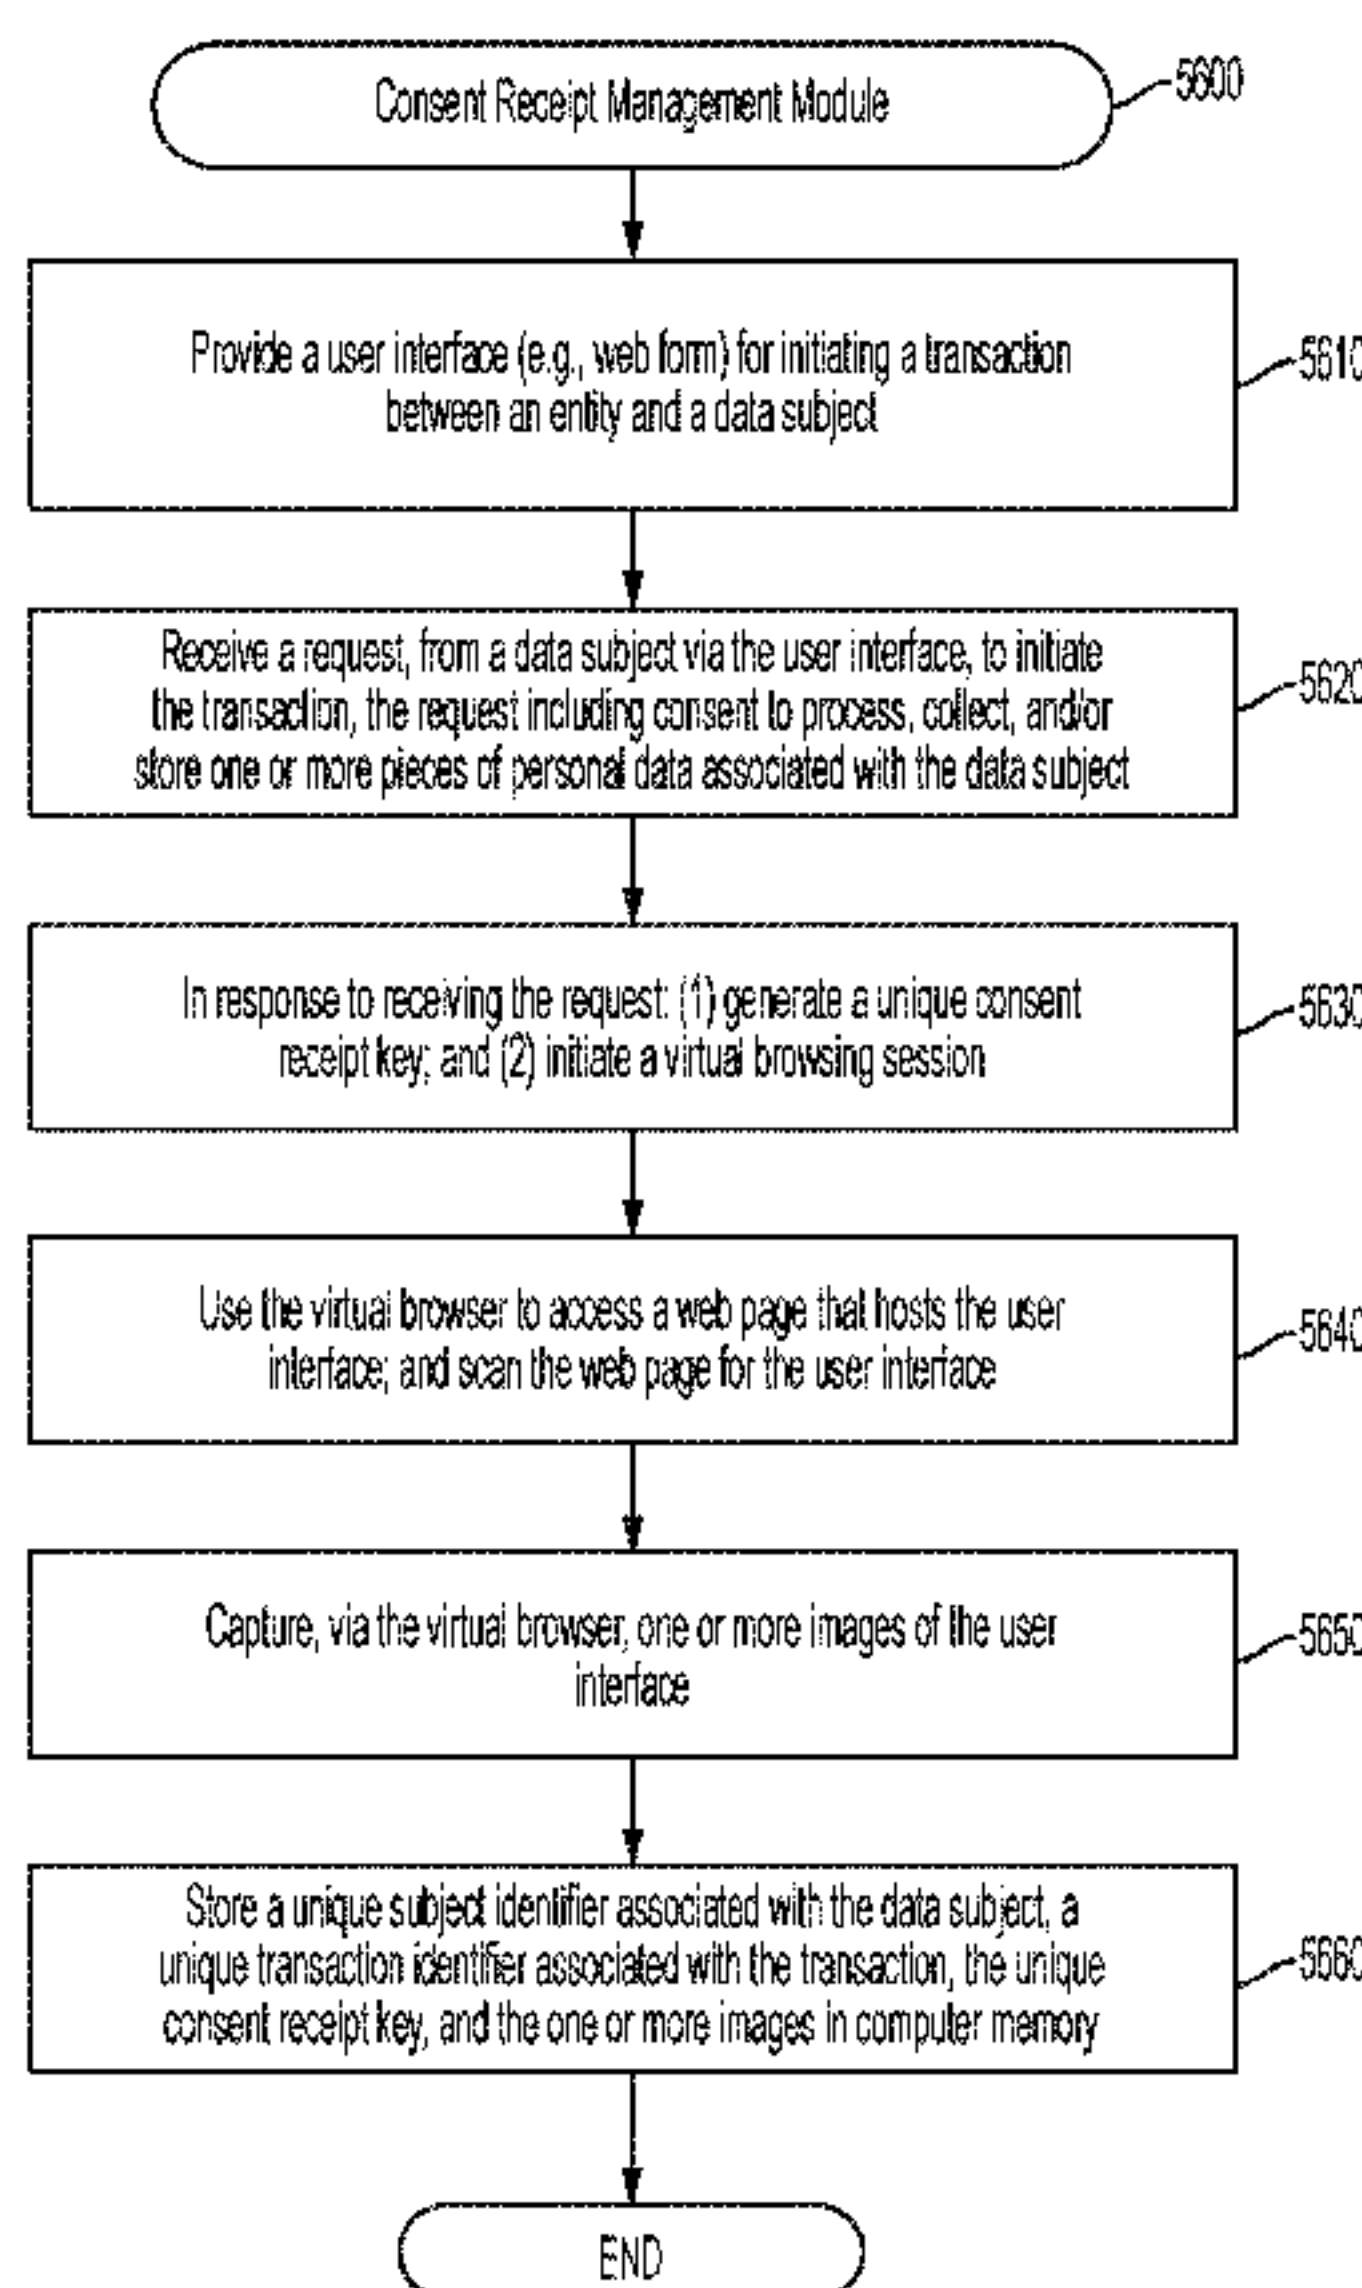 Consent Receipt Management Module
5600
Provide a user interface (e.g., web form) for initiating a transaction
between an entity and a data subject
5610
Receive a request, from a data subject via the user interface, to initiate
the transaction, the request including consent to process, collect, and/or
store one or more pieces of personal data associated with the data subject
5620
In response to receiving the request: (1) generate a unique consent
receipt key; and (2) initiate a virtual browsing session
5630
Use the virtual browser to access a web page that hosts the user
interface; and scan the web page for the user interface
5640
Capture, via the virtual browser, one or more images of the user
interface
5650
Store a unique subject identifier associated with the data subject, a
unique transaction identifier associated with the transaction, the unique
consent receipt key, and the one or more images in computer memory
5660
END